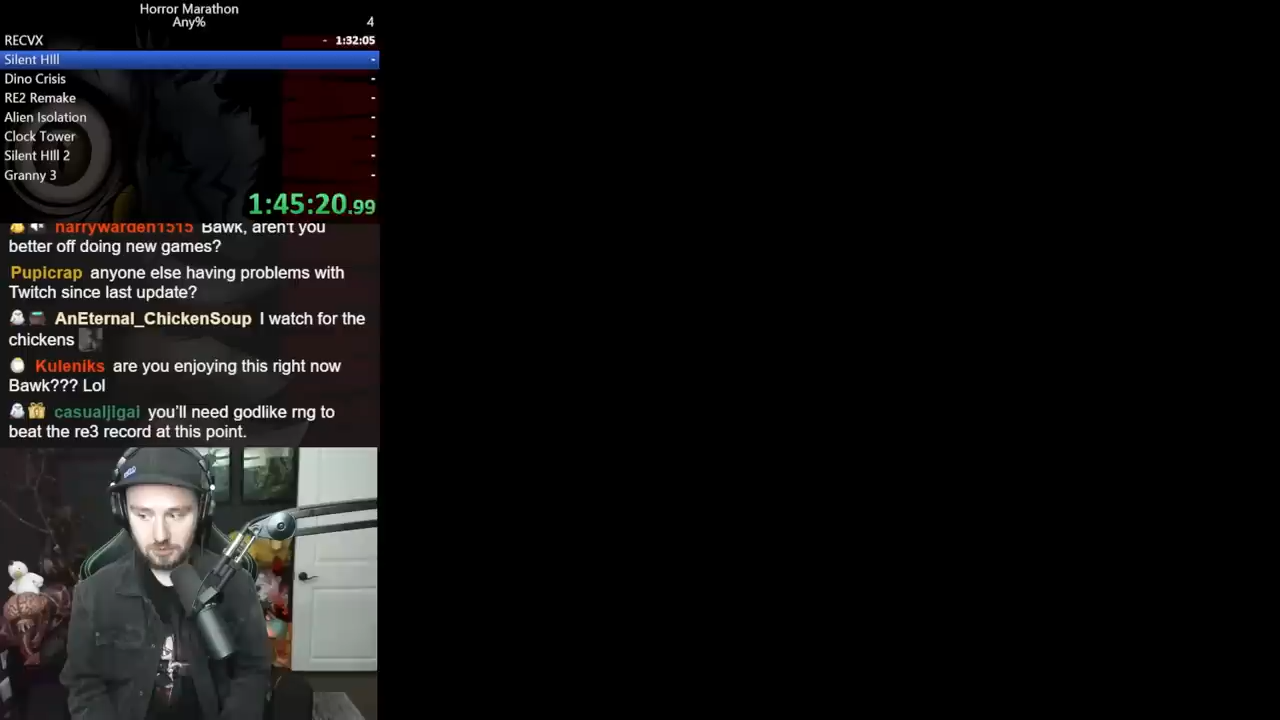 Horror Marathon
Any%
4
RECVX - 1:32:05
Silent HIll -
Dino Crisis -
RE2 Remake -
Alien Isolation -
Clock Tower -
Silent HIll 2 -
Granny 3 -
1:45:20.99
harrywarden1515 Bawk, aren't you
better off doing new games?
Pupicrap anyone else having problems with
Twitch since last update?
AnEternal_ChickenSoup I watch for the
chickens
Kuleniks are you enjoying this right now
Bawk??? Lol
casualjlgai you'll need godlike rng to
beat the re3 record at this point.